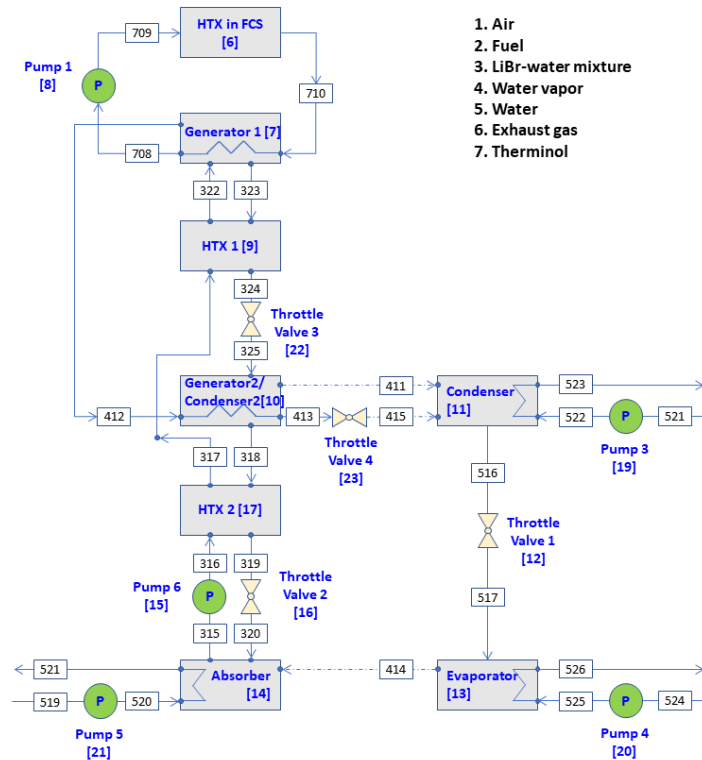 709
HTX in FCS
[6]
1. Air
2. Fuel
3. LiBr-water mixture
4. Water vapor
5. Water
6. Exhaust gas
7. Therminol
Pump 1
[8]
P
710
Generator 1 [7]
708
322
323
HTX 1 [9]
324
Throttle
Valve 3
[22]
325
Generator2/
Condenser2[10]
411
Condenser
[11]
523
412
413
415
522
P
521
Throttle
Valve 4
[23]
Pump 3
[19]
317
318
516
HTX 2 [17]
Throttle
Valve 1
[12]
316
319
Pump 6
[15]
P
Throttle
Valve 2
[16]
517
315
320
521
Absorber
[14]
414
Evaporator
[13]
526
519
P
520
525
P
524
Pump 5
[21]
Pump 4
[20]